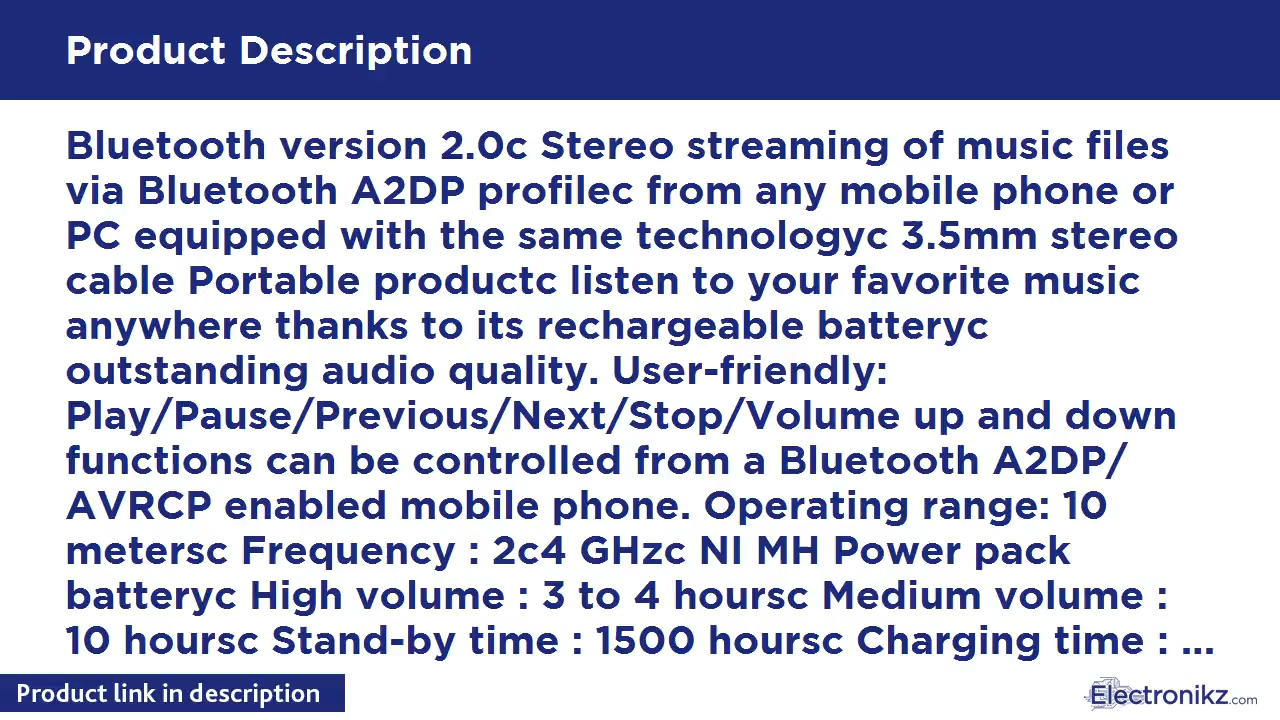 Product Description
Bluetooth version 2.0c Stereo streaming of music files
via Bluetooth A2DP profilec from any mobile phone or
PC equipped with the same technologyc 3.5mm stereo
cable Portable productc listen to your favorite music
anywhere thanks to its rechargeable batteryc
outstanding audio quality. User-friendly:
Play/Pause/Previous/Next/Stop/Volume up and down
functions can be controlled from a Bluetooth A2DP/
AVRCP enabled mobile phone. Operating range: 10
metersc Frequency : 2c4 GHzc NI MH Power pack
batteryc High volume : 3 to 4 hoursc Medium volume :
10 hoursc Stand-by time : 1500 hoursc Charging time : ...
Product link in description
Electronikz.com